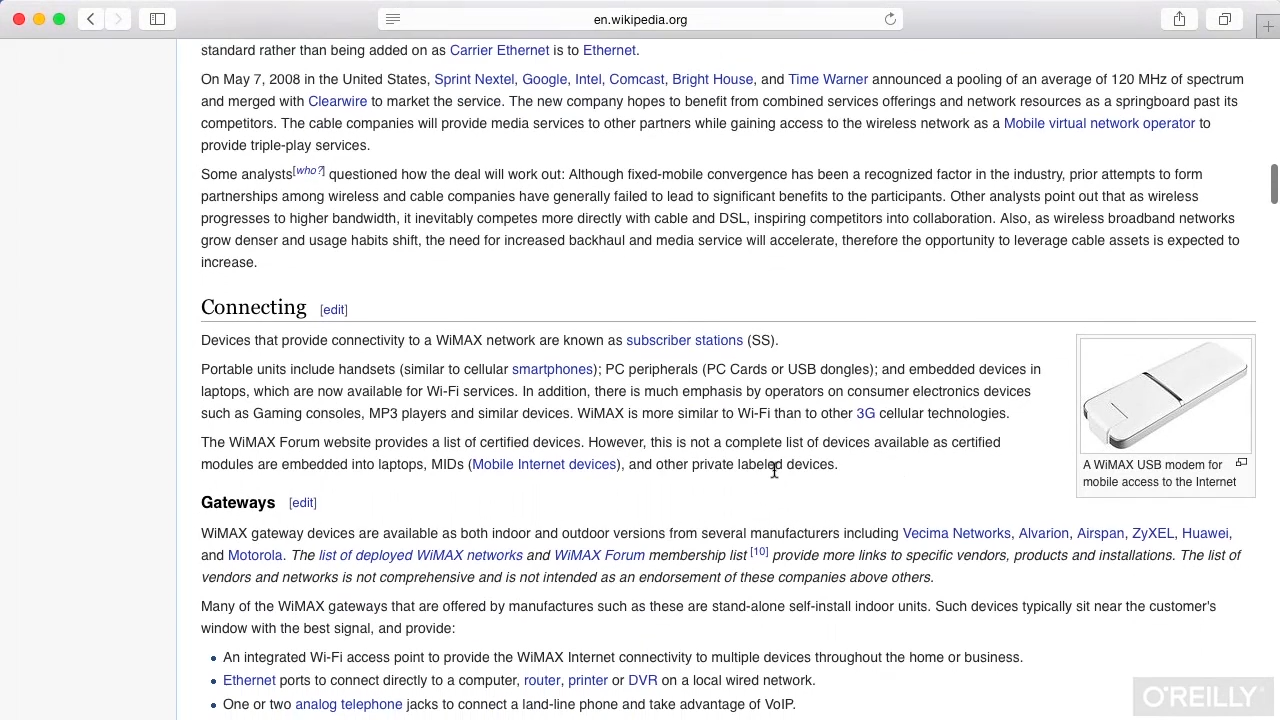 en.wikipedia.org
standard rather than being added on as Carrier Ethernet is to Ethernet.
On May 7, 2008 in the United States, Sprint Nextel, Google, Intel, Comcast, Bright House, and Time Warner announced a pooling of an average of 120 MHz of spectrum
and merged with Clearwire to market the service. The new company hopes to benefit from combined services offerings and network resources as a springboard past its
competitors. The cable companies will provide media services to other partners while gaining access to the wireless network as a Mobile virtual network operator to
provide triple-play services.
Some analysts[who?] questioned how the deal will work out: Although fixed-mobile convergence has been a recognized factor in the industry, prior attempts to form
partnerships among wireless and cable companies have generally failed to lead to significant benefits to the participants. Other analysts point out that as wireless
progresses to higher bandwidth, it inevitably competes more directly with cable and DSL, inspiring competitors into collaboration. Also, as wireless broadband networks
grow denser and usage habits shift, the need for increased backhaul and media service will accelerate, therefore the opportunity to leverage cable assets is expected to
increase.
Connecting [edit]
Devices that provide connectivity to a WiMAX network are known as subscriber stations (SS).
Portable units include handsets (similar to cellular smartphones); PC peripherals (PC Cards or USB dongles); and embedded devices in
laptops, which are now available for Wi-Fi services. In addition, there is much emphasis by operators on consumer electronics devices
such as Gaming consoles, MP3 players and similar devices. WiMAX is more similar to Wi-Fi than to other 3G cellular technologies.
The WiMAX Forum website provides a list of certified devices. However, this is not a complete list of devices available as certified
modules are embedded into laptops, MIDs (Mobile Internet devices), and other private labeled devices.
A WiMAX USB modem for
mobile access to the Internet
Gateways [edit]
WiMAX gateway devices are available as both indoor and outdoor versions from several manufacturers including Vecima Networks, Alvarion, Airspan, ZyXEL, Huawei,
and Motorola. The list of deployed WiMAX networks and WiMAX Forum membership list [10] provide more links to specific vendors, products and installations. The list of
vendors and networks is not comprehensive and is not intended as an endorsement of these companies above others.
Many of the WiMAX gateways that are offered by manufactures such as these are stand-alone self-install indoor units. Such devices typically sit near the customer's
window with the best signal, and provide:
• An integrated Wi-Fi access point to provide the WiMAX Internet connectivity to multiple devices throughout the home or business.
• Ethernet ports to connect directly to a computer, router, printer or DVR on a local wired network.
• One or two analog telephone jacks to connect a land-line phone and take advantage of VoIP.
O'REILLY